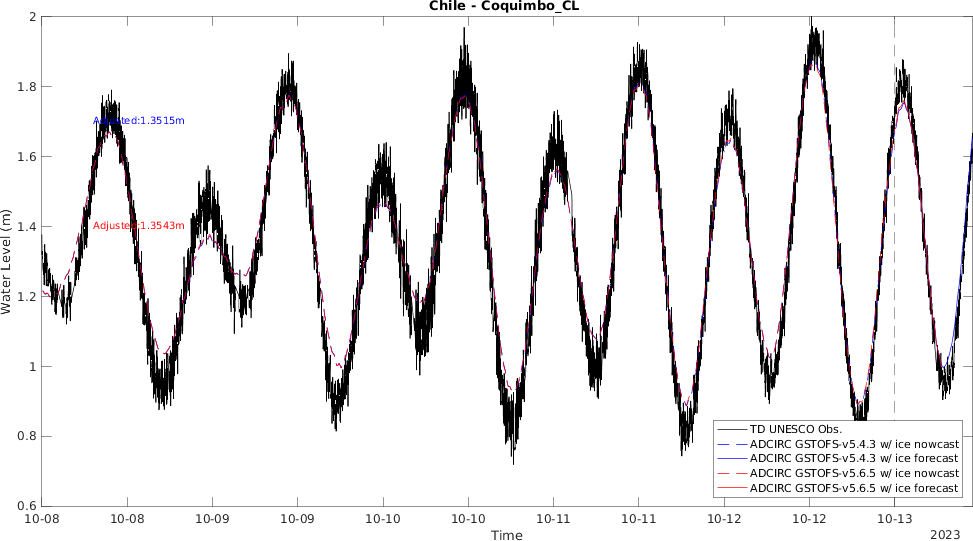 Chile - Coquimbo_CL
Water Level (m)
2
1.8
1.6
1.4
1.2
1
0.8
0.6
Adjusted:1.3515m
Adjusted:1.3543m
TD UNESCO Obs.
ADCIRC GSTOFS-v5.4.3 w/ ice nowcast
ADCIRC GSTOFS-v5.4.3 w/ ice forecast
ADCIRC GSTOFS-v5.6.5 w/ ice nowcast
ADCIRC GSTOFS-v5.6.5 w/ ice forecast
10-08 10-08 10-09 10-09 10-10 10-10 10-11 10-11 10-12 10-12 10-13
Time
2023